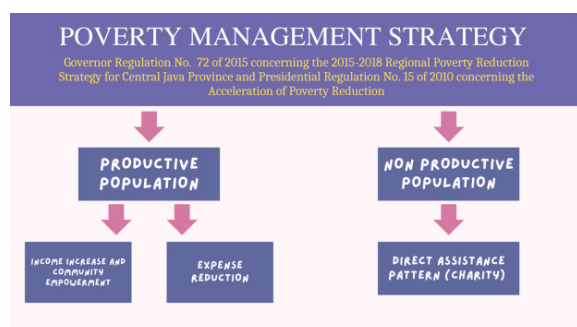 POVERTY MANAGEMENT STRATEGY
Governor Regulation No. 72 of 2015 concerning the 2015-2018 Regional Poverty Reduction
Strategy for Central Java Province and Presidential Regulation No. 15 of 2010 concerning the
Acceleration of Poverty Reduction
PRODUCTIVE
POPULATION
NON PRODUCTIVE
POPULATION
INCOME INCREASE AND
COMMUNITY
EMPOWERMENT
EXPENSE
REDUCTION
DIRECT ASSISTANCE
PATTERN (CHARITY)